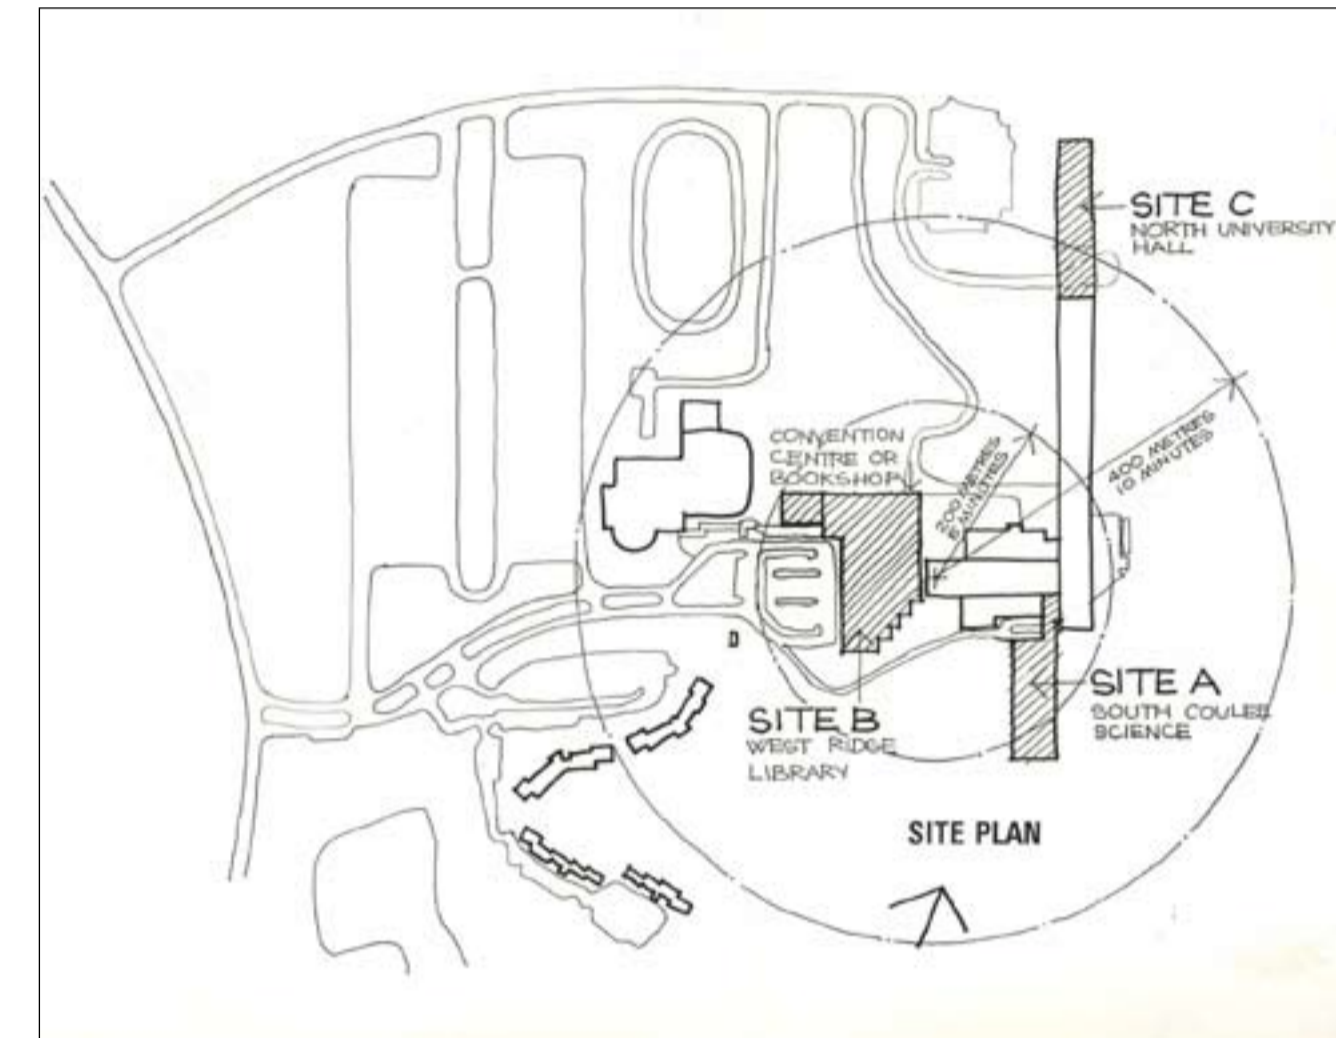 SITE C
NORTH UNIVERSITY
HALL
CONVENTION
CENTRE OR
BOOKSHOP
200 METRES
5 MINUTES
400 METRES
10 MINUTES
SITE A
SOUTH COULEE
SCIENCE
SITE B
WEST RIDGE
LIBRARY
SITE PLAN